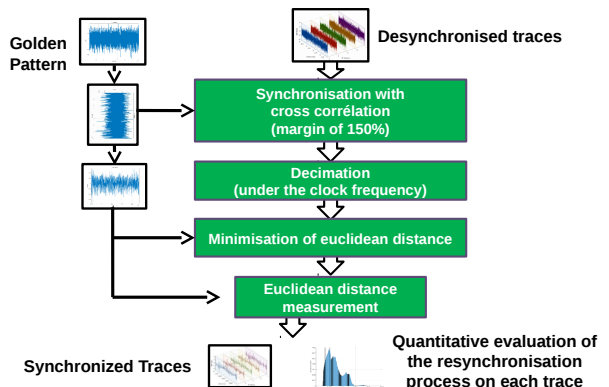 Golden
Pattern
Desynchronised traces
Synchronisation with
cross corrélation
(margin of 150%)
Decimation
(under the clock frequency)
Minimisation of euclidean distance
Euclidean distance
measurement
Synchronized Traces
Quantitative evaluation of
the resynchronisation
process on each trace